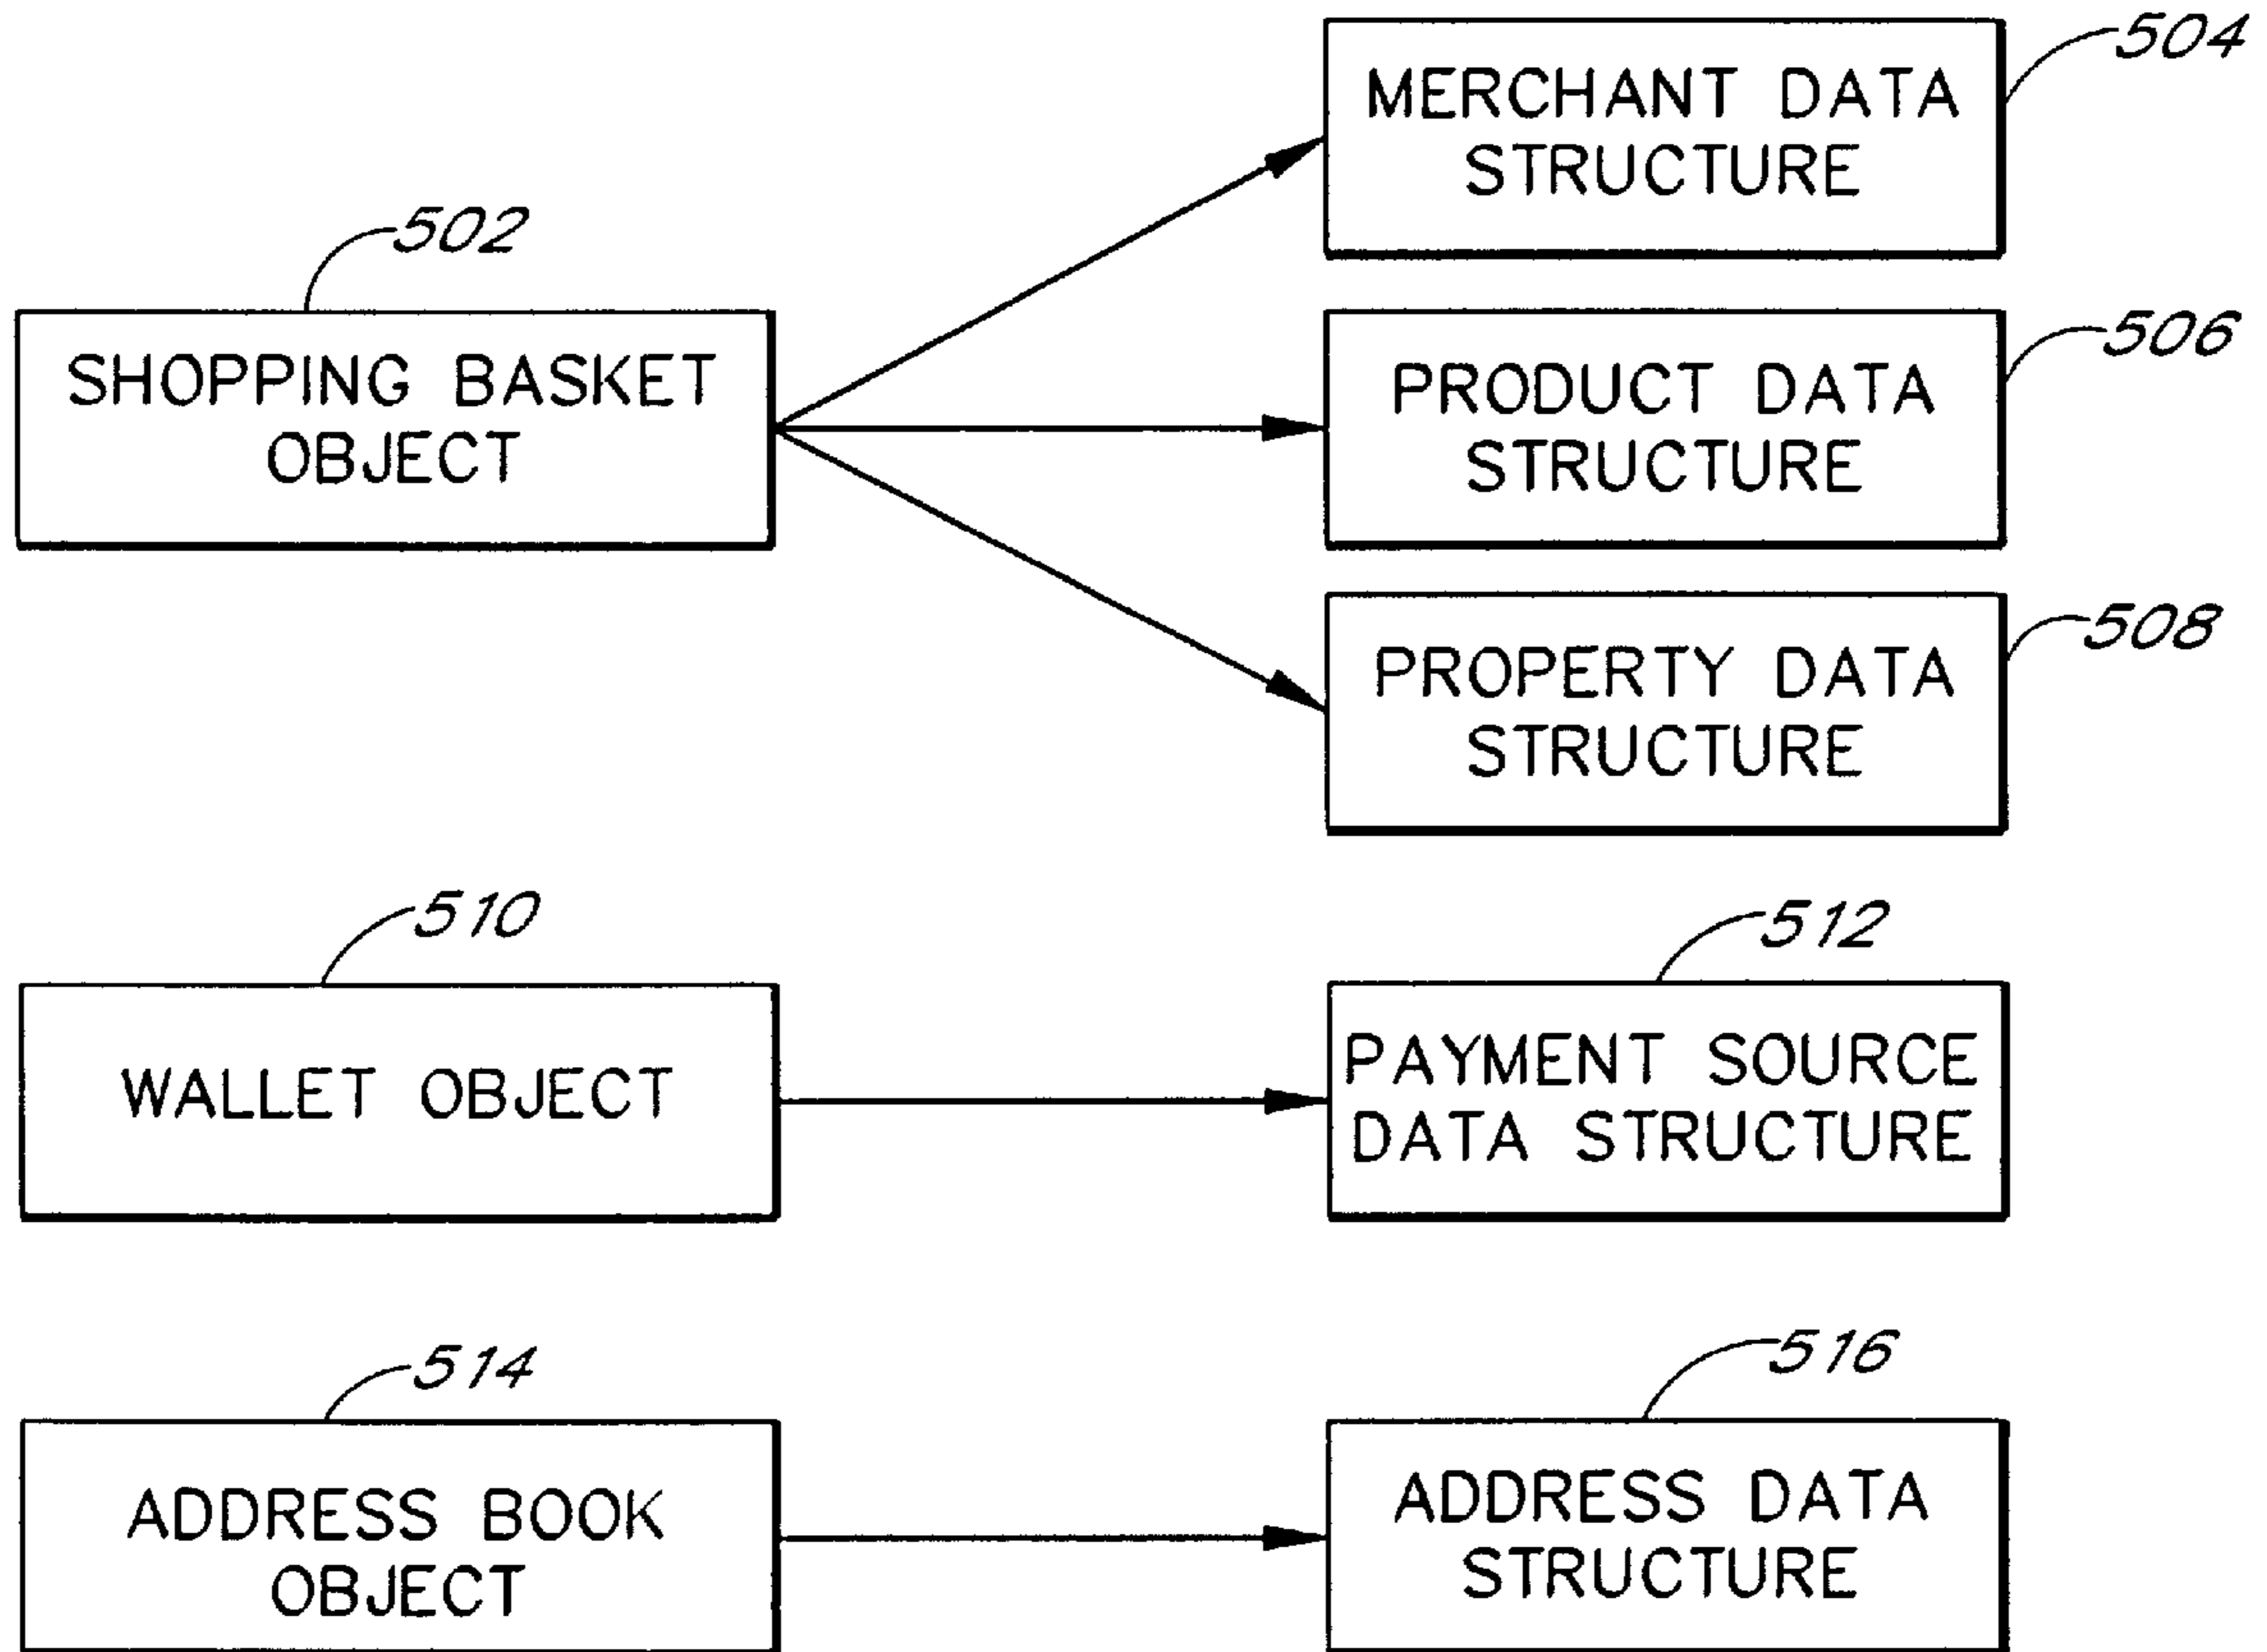 504
MERCHANT DATA
STRUCTURE
502
SHOPPING BASKET
OBJECT
506
PRODUCT DATA
STRUCTURE
508
PROPERTY DATA
STRUCTURE
510
WALLET OBJECT
512
PAYMENT SOURCE
DATA STRUCTURE
514
ADDRESS BOOK
OBJECT
516
ADDRESS DATA
STRUCTURE